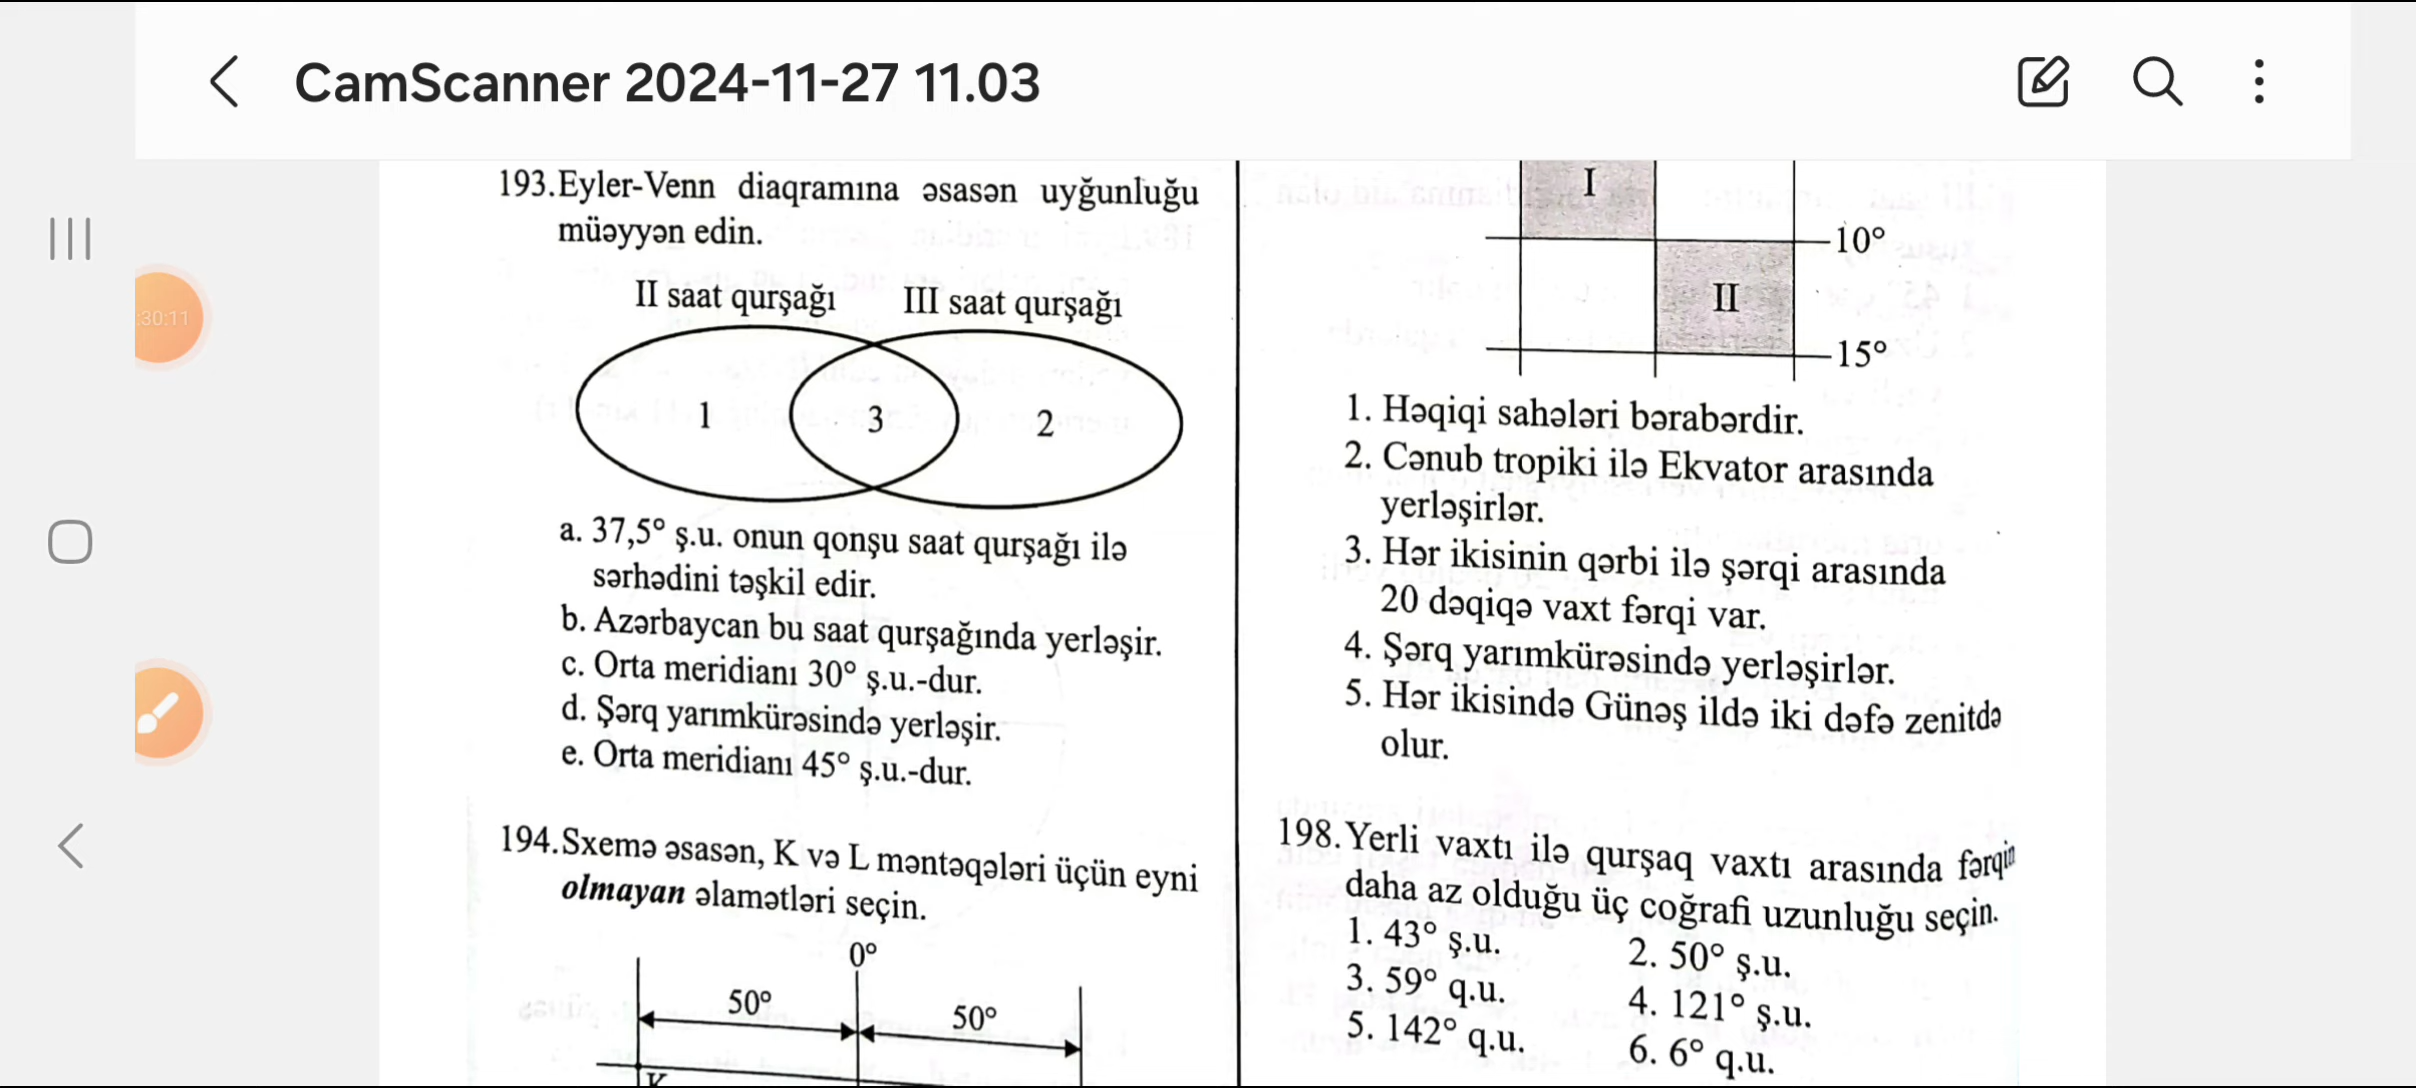 CamScanner 2024-11-27 11.03
:30:11
193.Eyler-Venn diaqramına əsasən uyğunluğu
müəyyən edin.
II saat qurşağı III saat qurşağı
1 3 2
a. 37,5° ş.u. onun qonşu saat qurşağı ilə
sərhədini təşkil edir.
b. Azərbaycan bu saat qurşağında yerləşir.
c. Orta meridianı 30° ş.u.-dur.
d. Şərq yarımkürəsində yerləşir.
e. Orta meridianı 45° ş.u.-dur.
194.Sxemə əsasən, K və L məntəqələri üçün eyni
olmayan əlamətləri seçin.
0°
50° 50°
K
I
10°
II
15°
1. Həqiqi sahələri bərabərdir.
2. Cənub tropiki ilə Ekvator arasında
yerləşirlər.
3. Hər ikisinin qərbi ilə şərqi arasında
20 dəqiqə vaxt fərqi var.
4. Şərq yarımkürəsində yerləşirlər.
5. Hər ikisində Günəş ildə iki dəfə zenitdə
olur.
198.Yerli vaxtı ilə qurşaq vaxtı arasında fərqin
daha az olduğu üç coğrafi uzunluğu seçin.
1. 43° ş.u. 2. 50° ş.u.
3. 59° q.u. 4. 121° ş.u.
5. 142° q.u. 6. 6° q.u.